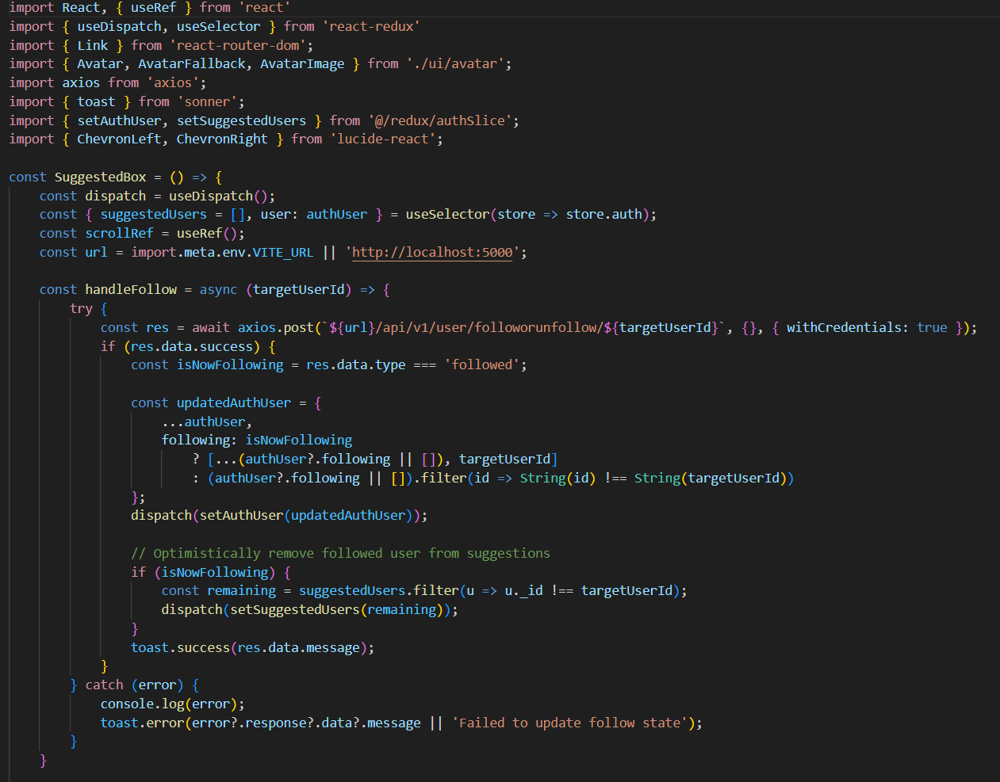 import React, { useRef } from 'react'
import { useDispatch, useSelector } from 'react-redux'
import { Link } from 'react-router-dom';
import { Avatar, AvatarFallback, AvatarImage } from './ui/avatar';
import axios from 'axios';
import { toast } from 'sonner';
import { setAuthUser, setSuggestedUsers } from '@/redux/authSlice';
import { ChevronLeft, ChevronRight } from 'lucide-react';

const SuggestedBox = () => {
    const dispatch = useDispatch();
    const { suggestedUsers = [], user: authUser } = useSelector(store => store.auth);
    const scrollRef = useRef();
    const url = import.meta.env.VITE_URL || 'http://localhost:5000';

    const handleFollow = async (targetUserId) => {
        try {
            const res = await axios.post(`${url}/api/v1/user/followorunfollow/${targetUserId}`, {}, { withCredentials: true });
            if (res.data.success) {
                const isNowFollowing = res.data.type === 'followed';

                const updatedAuthUser = {
                    ...authUser,
                    following: isNowFollowing
                        ? [...(authUser?.following || []), targetUserId]
                        : (authUser?.following || []).filter(id => String(id) !== String(targetUserId))
                };
                dispatch(setAuthUser(updatedAuthUser));

                // Optimistically remove followed user from suggestions
                if (isNowFollowing) {
                    const remaining = suggestedUsers.filter(u => u._id !== targetUserId);
                    dispatch(setSuggestedUsers(remaining));
                }
                toast.success(res.data.message);
            }
        } catch (error) {
            console.log(error);
            toast.error(error?.response?.data?.message || 'Failed to update follow state');
        }
    }